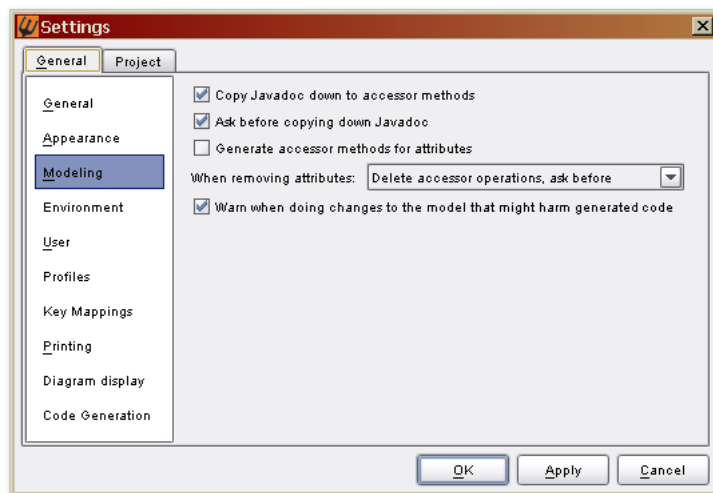 Settings
General Project
General
Appearance
Modeling
Environment
User
Profiles
Key Mappings
Printing
Diagram display
Code Generation
Copy Javadoc down to accessor methods
Ask before copying down Javadoc
Generate accessor methods for attributes
When removing attributes: Delete accessor operations, ask before
Warn when doing changes to the model that might harm generated code
OK Apply Cancel